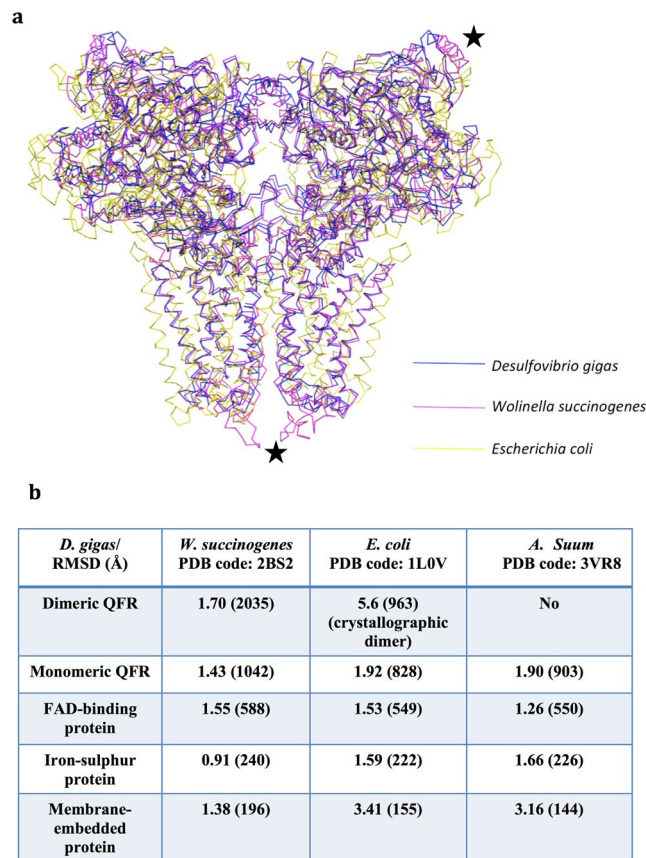 a
Desulfovibrio gigas
Wolinella succinogenes
Escherichia coli
b
D. gigas/
RMSD (Å)
W. succinogenes
PDB code: 2BS2
E. coli
PDB code: 1L0V
A. Suum
PDB code: 3VR8
Dimeric QFR
1.70 (2035)
5.6 (963)
(crystallographic
dimer)
No
Monomeric QFR
1.43 (1042)
1.92 (828)
1.90 (903)
FAD-binding
protein
1.55 (588)
1.53 (549)
1.26 (550)
Iron-sulphur
protein
0.91 (240)
1.59 (222)
1.66 (226)
Membrane-
embedded
protein
1.38 (196)
3.41 (155)
3.16 (144)